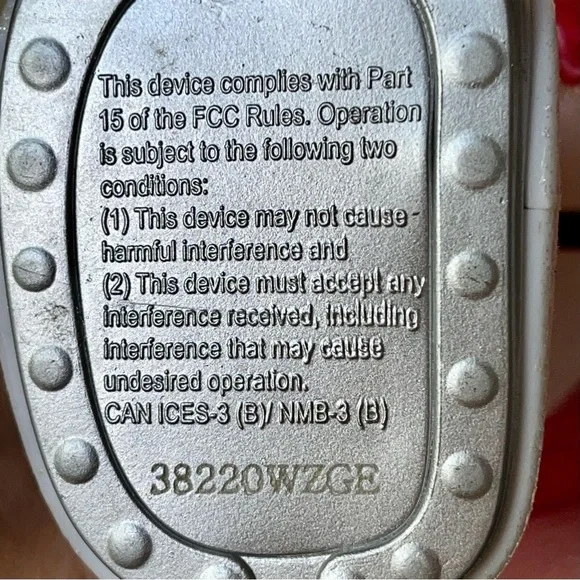 This device complies with Part
15 of the FCC Rules. Operation
is subject to the following two
conditions:
(1) This device may not cause
harmful interference and
(2) This device must accept any
interference received, including
interference that may cause
undesired operation.
CAN ICES-3 (B)/ NMB-3 (B)
38220WZGE